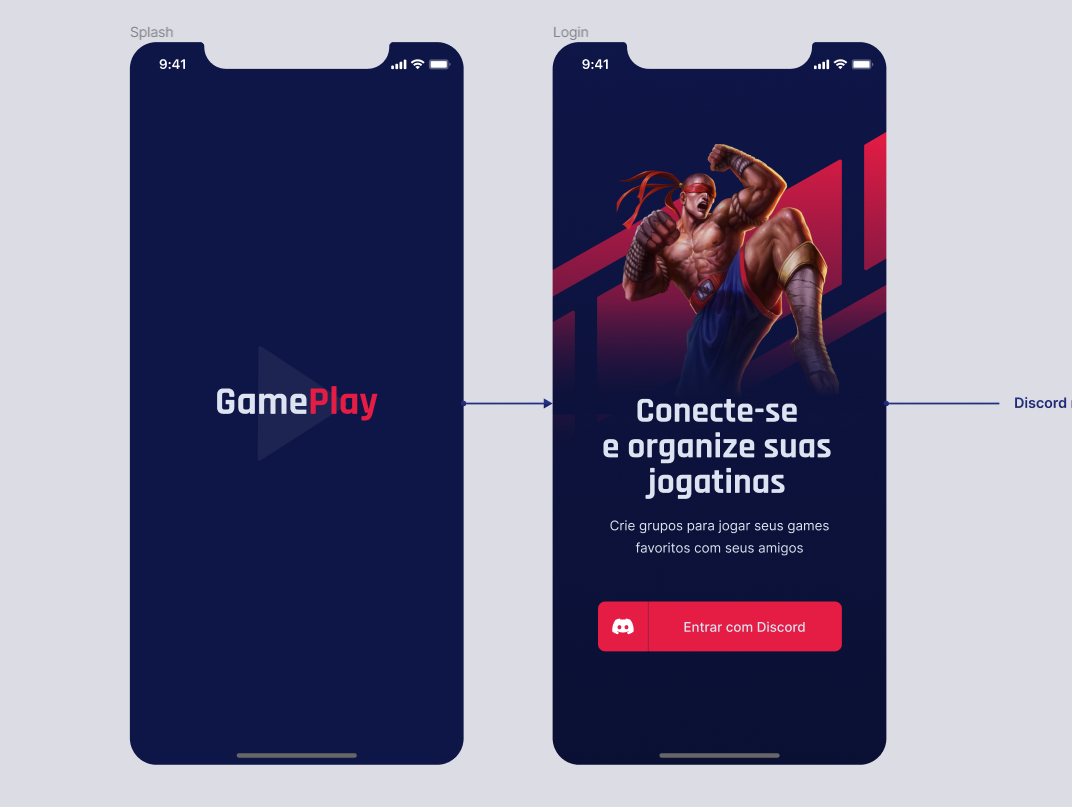 Splash
9:41
GamePlay
Login
9:41
Conecte-se
e organize suas
jogatinas
Crie grupos para jogar seus games
favoritos com seus amigos
Entrar com Discord
Discord